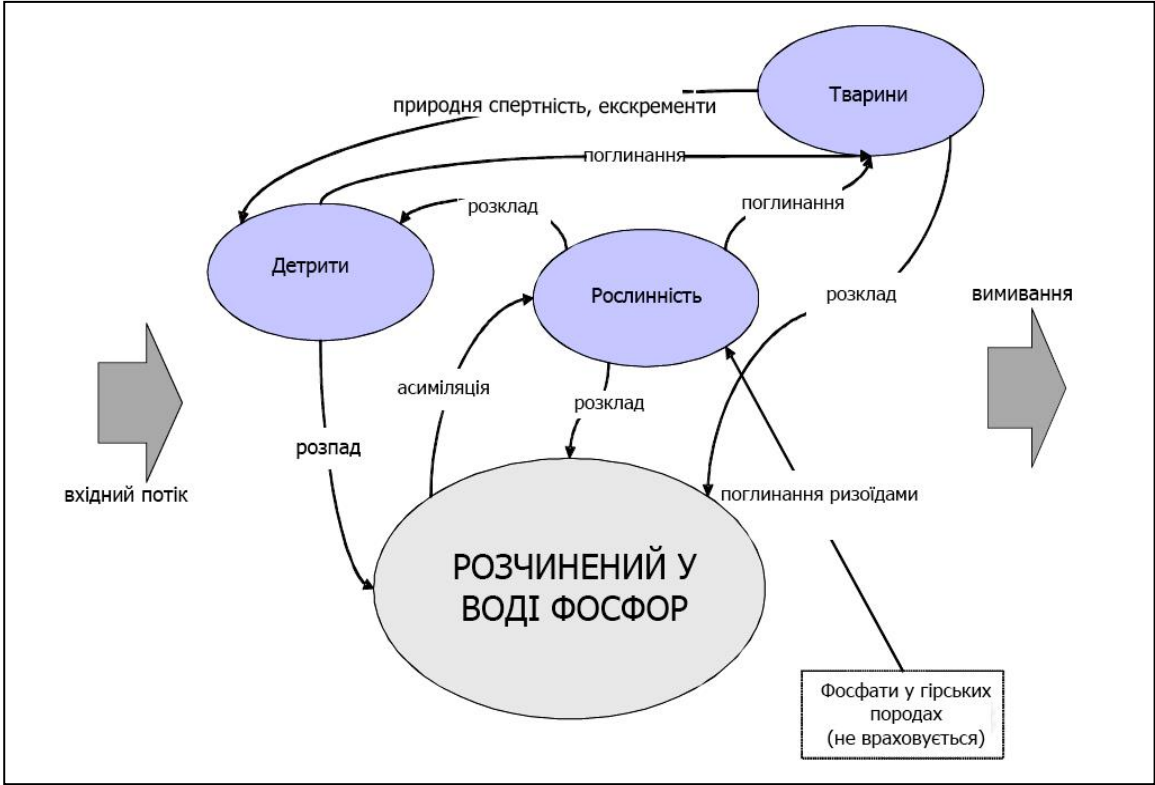 Тварини
природня спертність, екскременти
поглинання
поглинання
розклад
Детрити
Рослинність
розклад
вимивання
асиміляція
розклад
розпад
вхідний потік
поглинання ризоїдами
РОЗЧИНЕНИЙ У
ВОДІ ФОСФОР
Фосфати у гірських
породах
(не враховується)